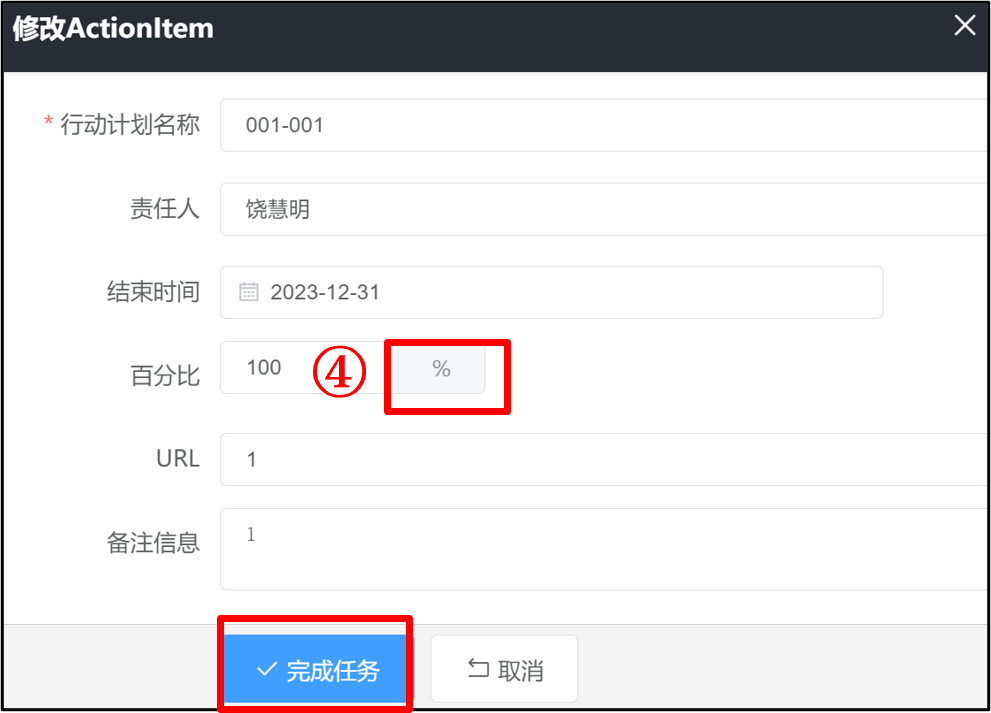 修改ActionItem
* 行动计划名称 001-001
责任人 饶慧明
结束时间 2023-12-31
百分比 100 ④ %
URL 1
备注信息 1
完成任务 取消